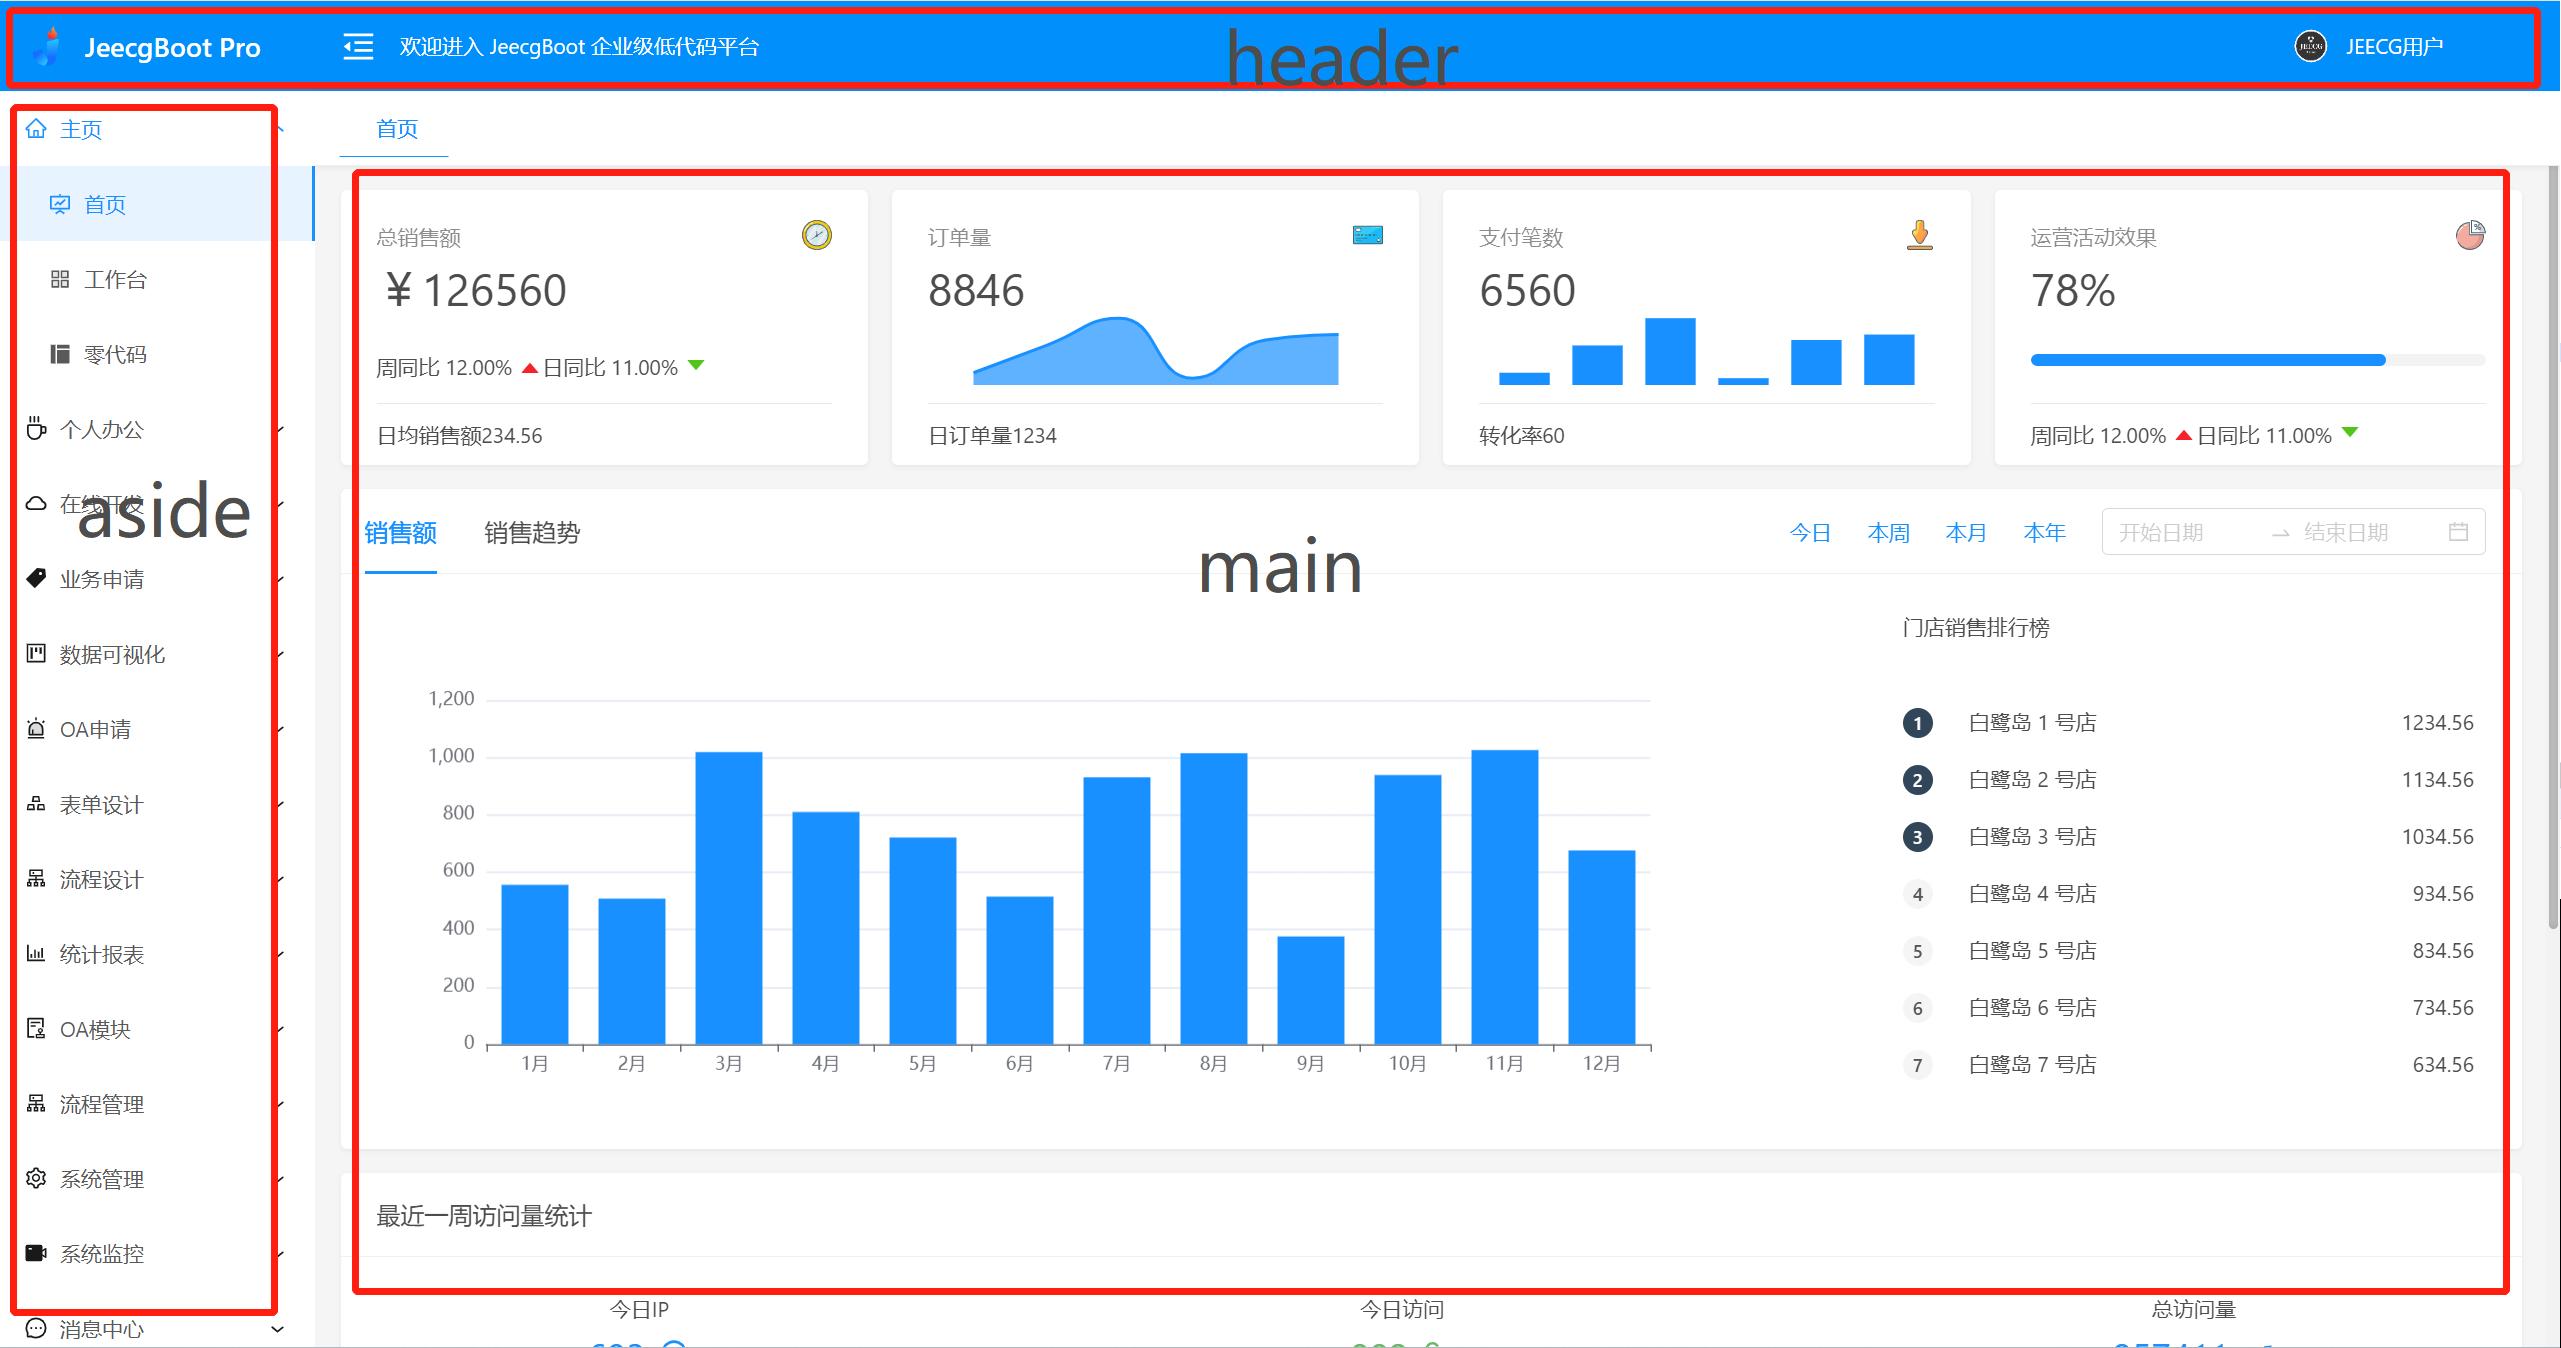 JeecgBoot Pro
欢迎进入 JeecgBoot 企业级低代码平台
header
JEECG
JEECG用户
主页
首页
工作台
零代码
个人办公
在线开发
aside
业务申请
数据可视化
OA申请
表单设计
流程设计
统计报表
OA模块
流程管理
系统管理
系统监控
消息中心
首页
总销售额
¥ 126560
周同比 12.00% 日同比 11.00%
日均销售额234.56
订单量
8846
日订单量1234
支付笔数
6560
转化率60
运营活动效果
%
78%
周同比 12.00% 日同比 11.00%
销售额 销售趋势
今日 本周 本月 本年 开始日期 结束日期
main
1,200
1,000
800
600
400
200
0
1月 2月 3月 4月 5月 6月 7月 8月 9月 10月 11月 12月
门店销售排行榜
1 白鹭岛 1 号店 1234.56
2 白鹭岛 2 号店 1134.56
3 白鹭岛 3 号店 1034.56
4 白鹭岛 4 号店 934.56
5 白鹭岛 5 号店 834.56
6 白鹭岛 6 号店 734.56
7 白鹭岛 7 号店 634.56
最近一周访问量统计
今日IP 今日访问 总访问量